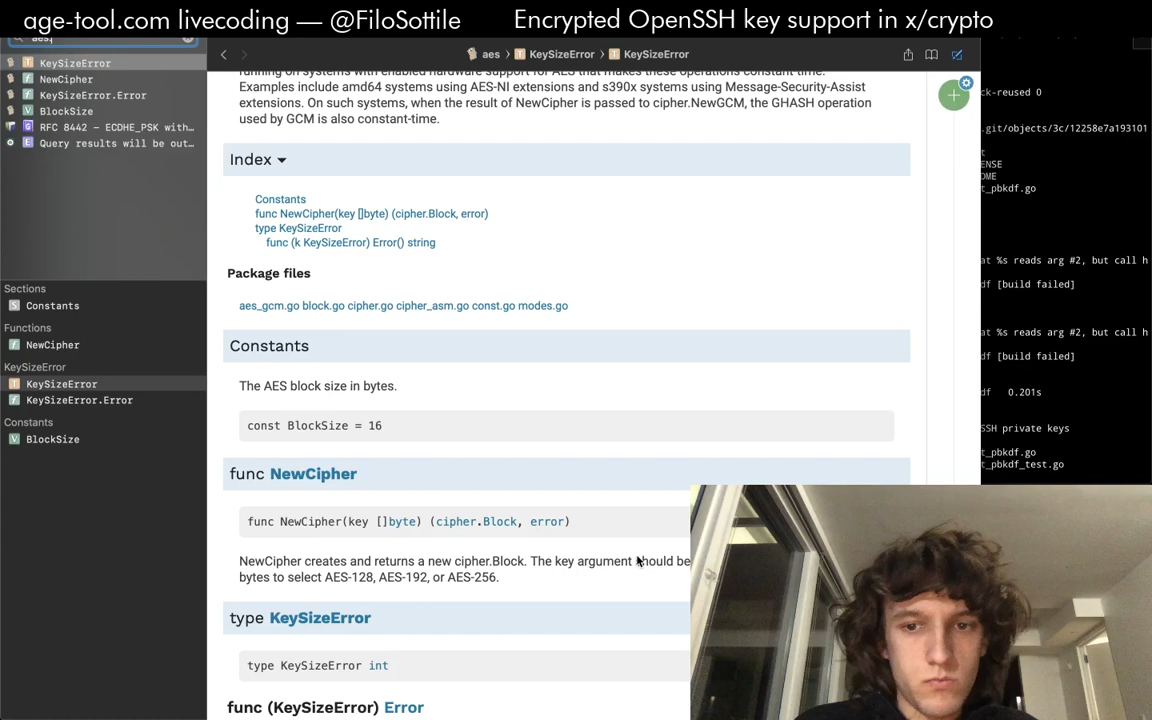 age-tool.com livecoding — @FiloSottile
Encrypted OpenSSH key support in x/crypto
aes
KeySizeError
NewCipher
KeySizeError.Error
BlockSize
RFC 8442 – ECDHE_PSK with…
Query results will be out…
Sections
Constants
Functions
NewCipher
KeySizeError
KeySizeError
KeySizeError.Error
Constants
BlockSize
aes > KeySizeError > KeySizeError
running on systems with enabled hardware support for AES that makes these operations constant-time.
Examples include amd64 systems using AES-NI extensions and s390x systems using Message-Security-Assist
extensions. On such systems, when the result of NewCipher is passed to cipher.NewGCM, the GHASH operation
used by GCM is also constant-time.
Index
Constants
func NewCipher(key []byte) (cipher.Block, error)
type KeySizeError
func (k KeySizeError) Error() string
Package files
aes_gcm.go block.go cipher.go cipher_asm.go const.go modes.go
Constants
The AES block size in bytes.
const BlockSize = 16
func NewCipher
func NewCipher(key []byte) (cipher.Block, error)
NewCipher creates and returns a new cipher.Block. The key argument should be
bytes to select AES-128, AES-192, or AES-256.
type KeySizeError
type KeySizeError int
func (KeySizeError) Error
ck-reused 0
.git/objects/3c/12258e7a193101
t
ENSE
OME
t_pbkdf.go
at %s reads arg #2, but call h
df [build failed]
at %s reads arg #2, but call h
df [build failed]
df 0.201s
SSH private keys
t_pbkdf.go
t_pbkdf_test.go